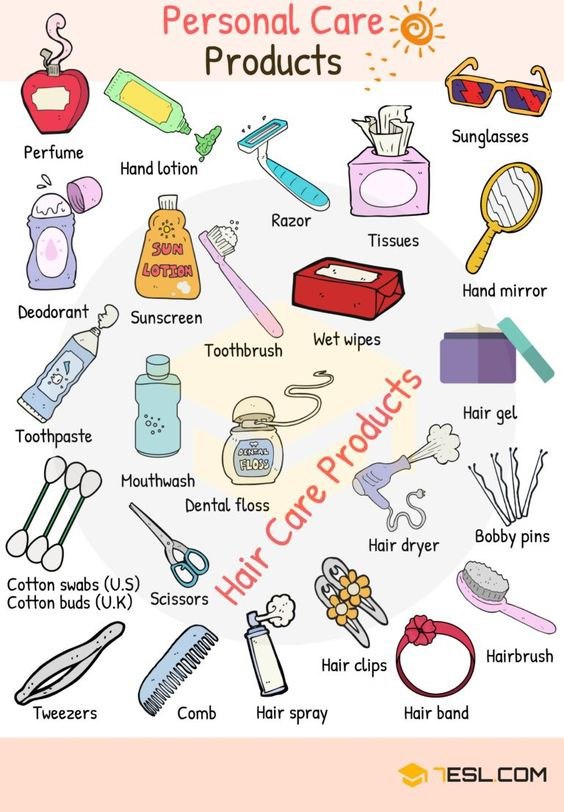 Personal Care
Products
Perfume
Hand lotion
Razor
Tissues
Sunglasses
Deodorant
SUN
LOTION
Sunscreen
Toothbrush
Wet wipes
Hand mirror
Toothpaste
Mouthwash
DENTAL
FLOSS
Dental floss
Hair Care Products
Hair gel
Hair dryer
Bobby pins
Cotton swabs (U.S)
Cotton buds (U.K)
Scissors
Hair clips
Hairbrush
Tweezers
Comb
Hair spray
Hair band
7ESL.COM